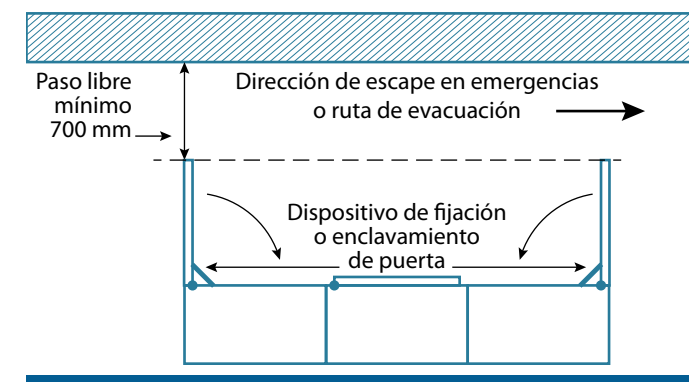 Paso libre
mínimo
700 mm
Dirección de escape en emergencias
o ruta de evacuación
Dispositivo de fijación
o enclavamiento
de puerta